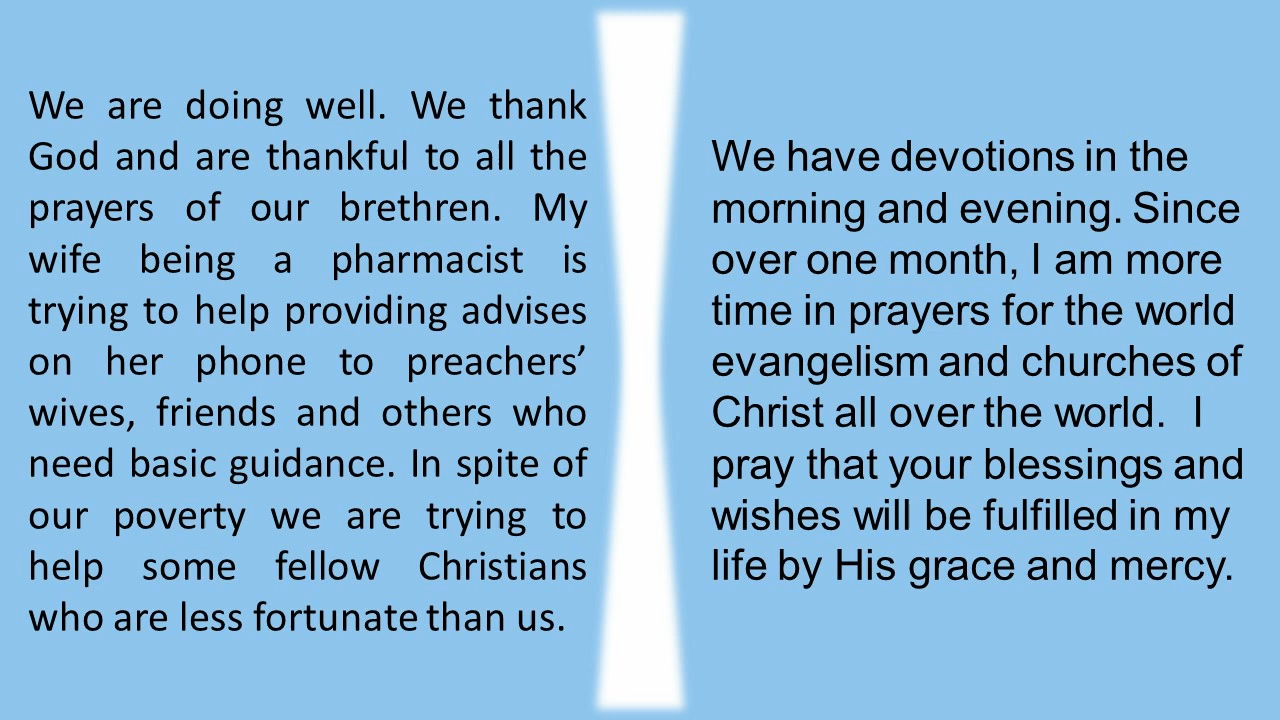 We are doing well. We thank
God and are thankful to all the
prayers of our brethren. My
wife being a pharmacist is
trying to help providing advises
on her phone to preachers’
wives, friends and others who
need basic guidance. In spite of
our poverty we are trying to
help some fellow Christians
who are less fortunate than us.
We have devotions in the
morning and evening. Since
over one month, I am more
time in prayers for the world
evangelism and churches of
Christ all over the world.  I
pray that your blessings and
wishes will be fulfilled in my
life by His grace and mercy.